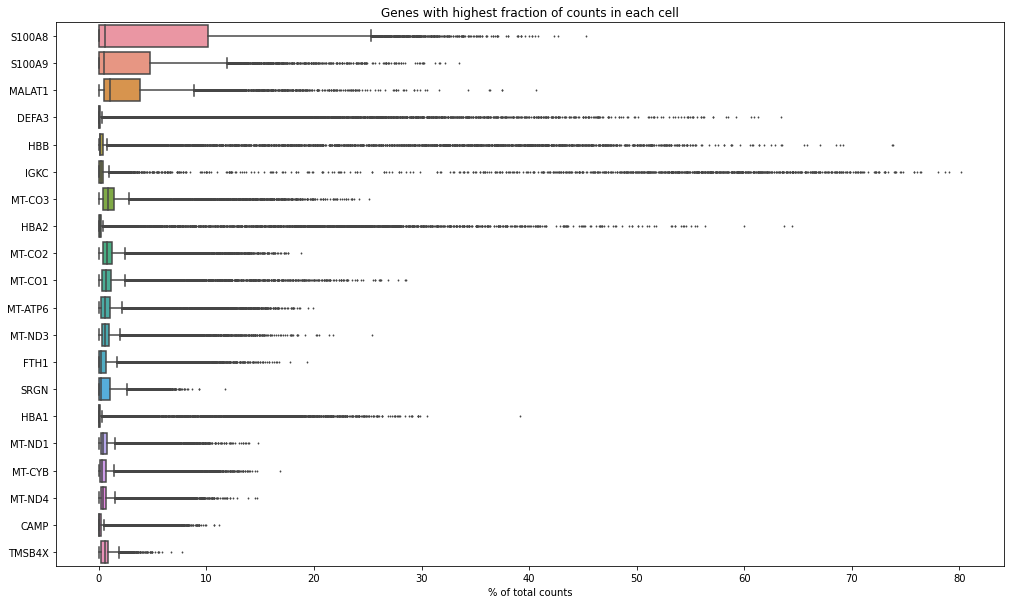 Genes with highest fraction of counts in each cell
S100A8
S100A9
MALAT1
DEFA3
HBB
IGKC
MT-CO3
HBA2
MT-CO2
MT-CO1
MT-ATP6
MT-ND3
FTH1
SRGN
HBA1
MT-ND1
MT-CYB
MT-ND4
CAMP
TMSB4X
0 10 20 30 40 50 60 70 80
% of total counts